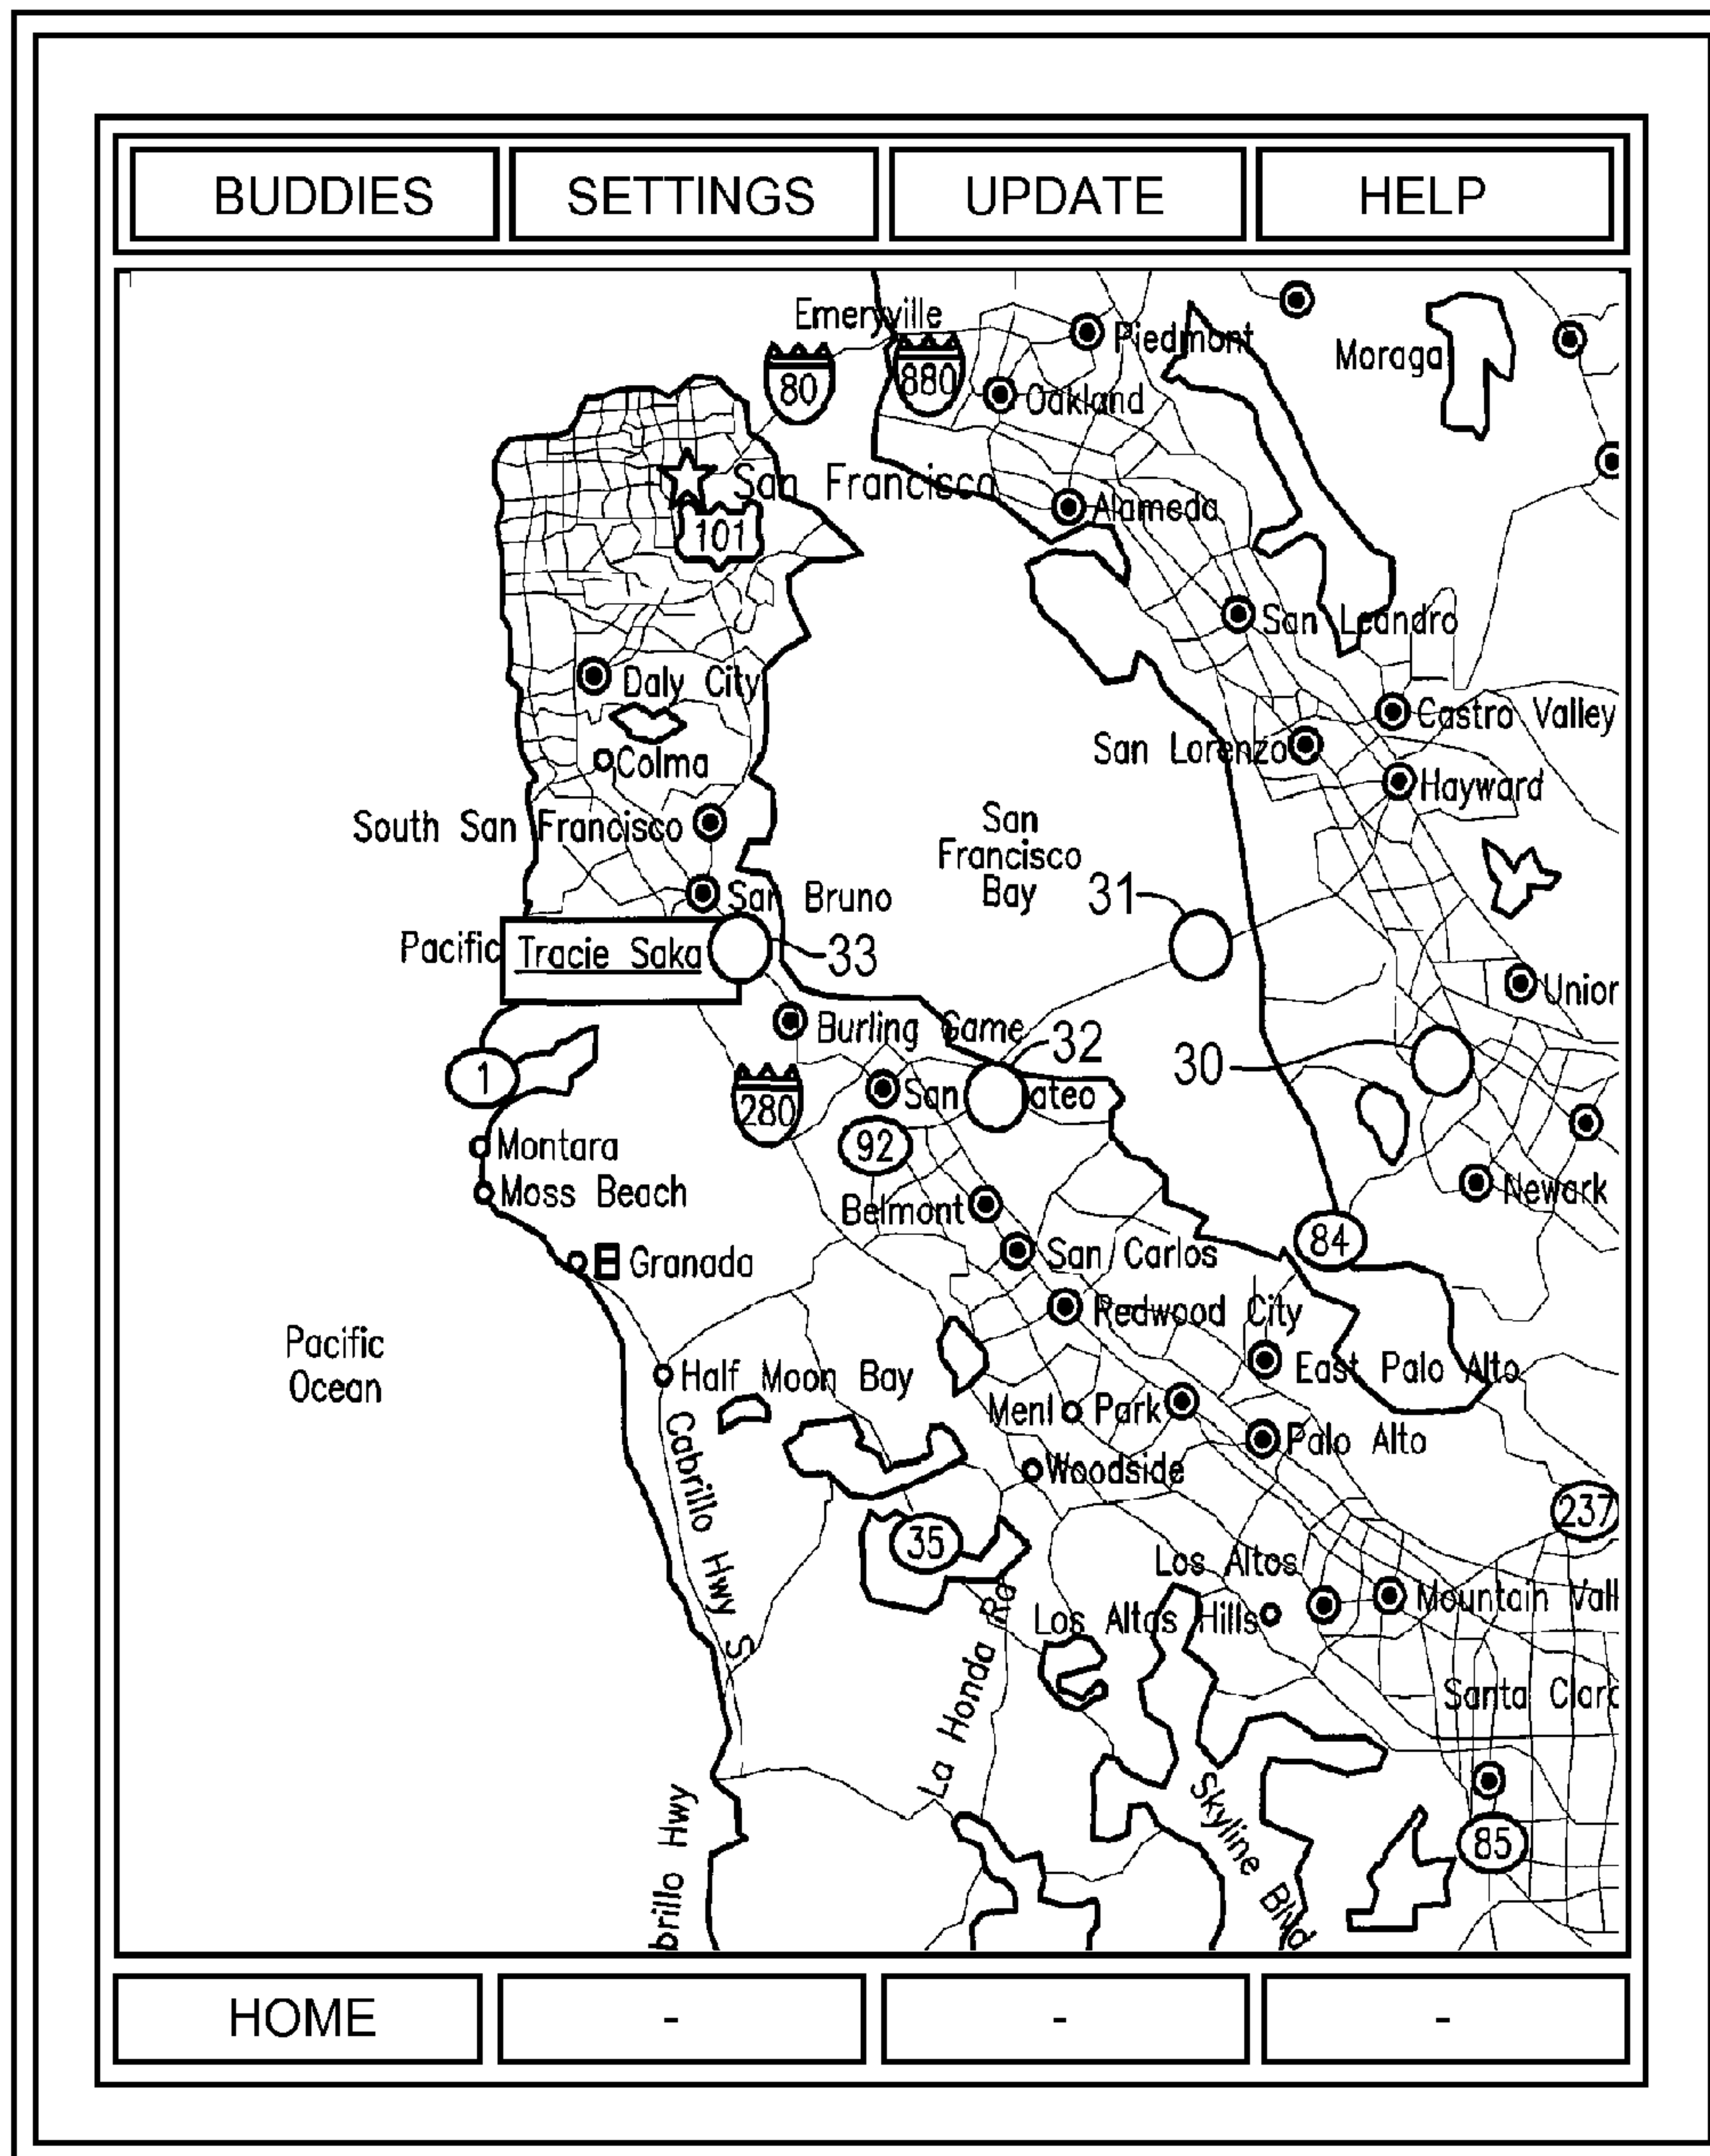 BUDDIES SETTINGS UPDATE HELP
Emeryville
Piedmont
Moraga
80
880
Oakland
San Francisco
Alameda
101
San Leandro
Daly City
Castro Valley
San Lorenzo
Colma
Hayward
South San Francisco
San
Francisco
Bay
31
San Bruno
Pacific
Tracie Saka
33
Union
Burling Game
32
30
1
280
San ateo
92
Montara
Moss Beach
Newark
Belmont
84
San Carlos
Granada
Redwood City
Pacific
Ocean
East Palo Alto
Half Moon Bay
Menl Park
Palo Alto
Woodside
Cabrillo Hwy S
237
35
Los Altos
Mountain Vall
Los Altos Hills
La Honda Rd
Santa Clara
Skyline Blvd
85
brillo Hwy
HOME - - -